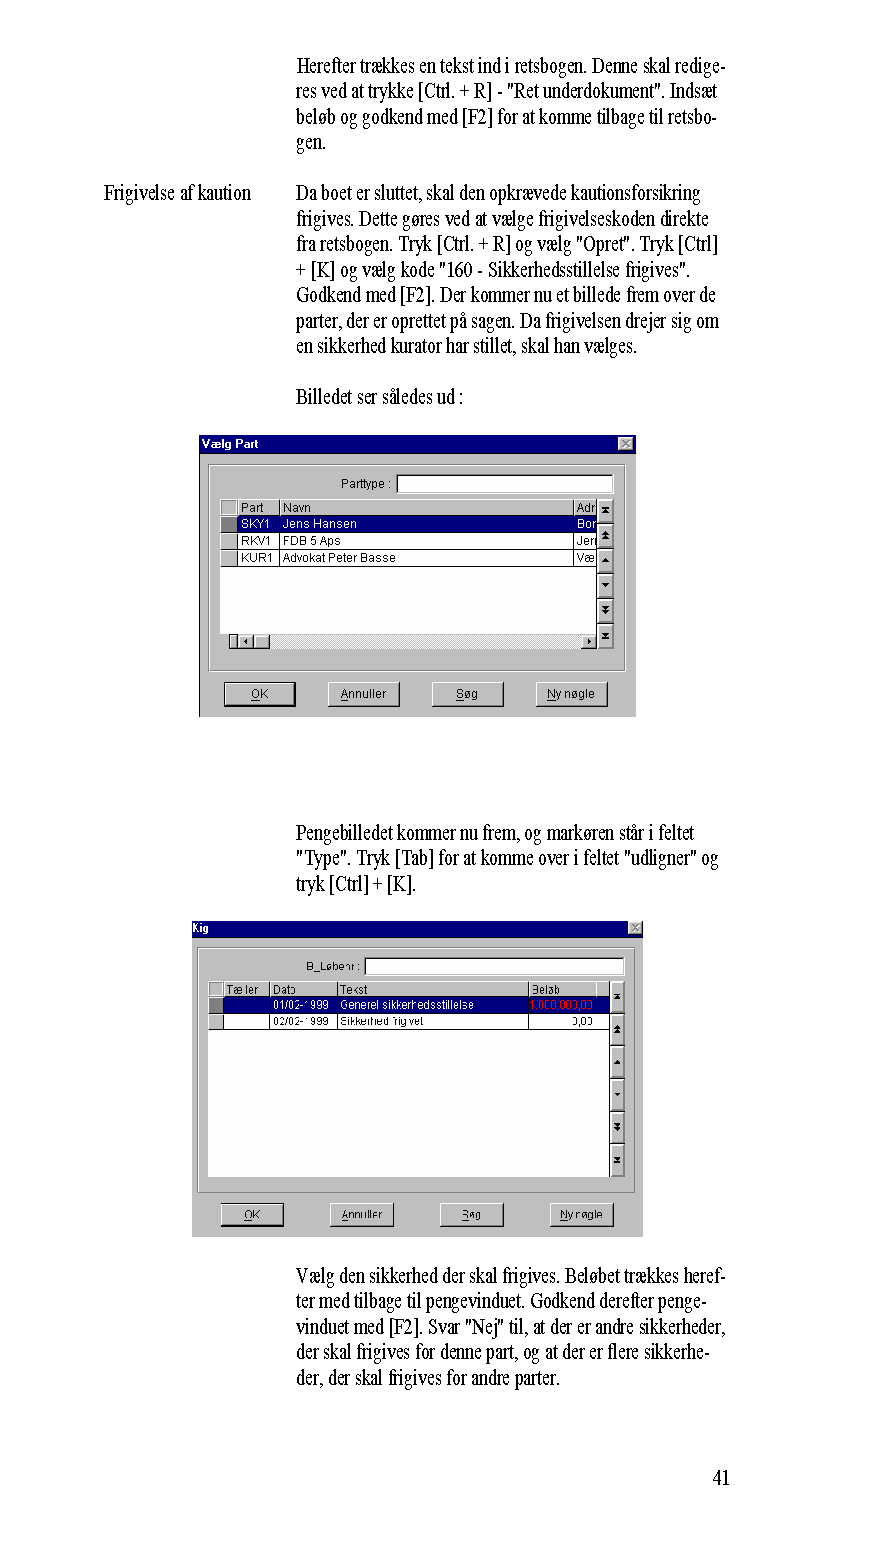 Herefter trækkes en tekst ind i retsbogen. Denne skal redige-
res ved at trykke [Ctrl. + R] - "Ret underdokument". Indsæt
beløb og godkend med [F2] for at komme tilbage til retsbo-
gen.
Frigivelse af kaution
Da boet er sluttet, skal den opkrævede kautionsforsikring
frigives. Dette gøres ved at vælge frigivelseskoden direkte
fra retsbogen. Tryk [Ctrl. + R] og vælg "Opret". Tryk [Ctrl]
+ [K] og vælg kode "160 - Sikkerhedsstillelse frigives".
Godkend med [F2]. Der kommer nu et billede frem over de
parter, der er oprettet på sagen. Da frigivelsen drejer sig om
en sikkerhed kurator har stillet, skal han vælges.
Billedet ser således ud :
Vælg Part
Parttype :
Part Navn Adr
SKY1 Jens Hansen Bor
RKV1 FDB 5 Aps Jer
KUR1 Advokat Peter Basse Væ
OK Annuller Søg Ny nøgle
Pengebilledet kommer nu frem, og markøren står i feltet
"Type". Tryk [Tab] for at komme over i feltet "udligner" og
tryk [Ctrl] + [K].
Kig
B_Løbenr :
Tæller Dato Tekst Beløb
01/02-1999 Generel sikkerhedsstillelse 1.000.000,00
02/02-1999 Sikkerhed frigivet 0,00
OK Annuller Søg Ny nøgle
Vælg den sikkerhed der skal frigives. Beløbet trækkes heref-
ter med tilbage til pengevinduet. Godkend derefter penge-
vinduet med [F2]. Svar "Nej" til, at der er andre sikkerheder,
der skal frigives for denne part, og at der er flere sikkerhe-
der, der skal frigives for andre parter.
41